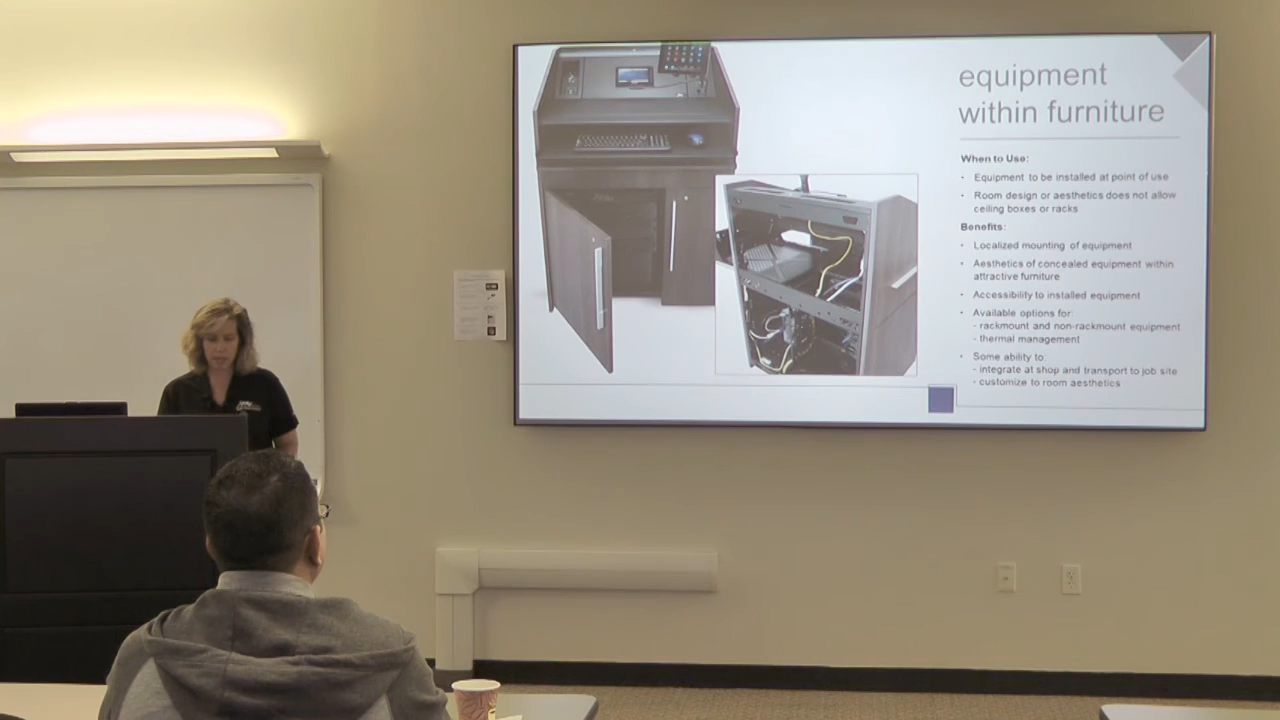 equipment
within furniture
When to Use:
· Equipment to be installed at point of use
· Room design or aesthetics does not allow
ceiling boxes or racks
Benefits:
· Localized mounting of equipment
· Aesthetics of concealed equipment within
attractive furniture
· Accessibility to installed equipment
· Available options for:
- rackmount and non-rackmount equipment
- thermal management
· Some ability to:
- integrate at shop and transport to job site
- customize to room aesthetics